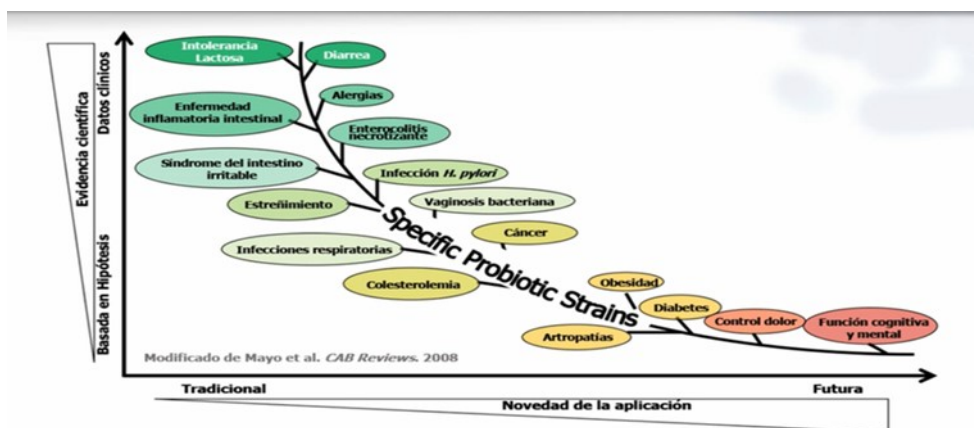 Intolerancia
Lactosa
Diarrea
Alergias
Enfermedad
inflamatoria intestinal
Enterocolitis
necrotizante
Síndrome del intestino
irritable
Infección H. pylori
Estreñimiento
Vaginosis bacteriana
Cáncer
Infecciones respiratorias
Colesterolemia
Specific Probiotic Strains
Obesidad
Diabetes
Artropatías
Control dolor
Función cognitiva
y mental
Evidencia científica
Datos clínicos
Basada en Hipótesis
Modificado de Mayo et al. CAB Reviews. 2008
Tradicional
Futura
Novedad de la aplicación